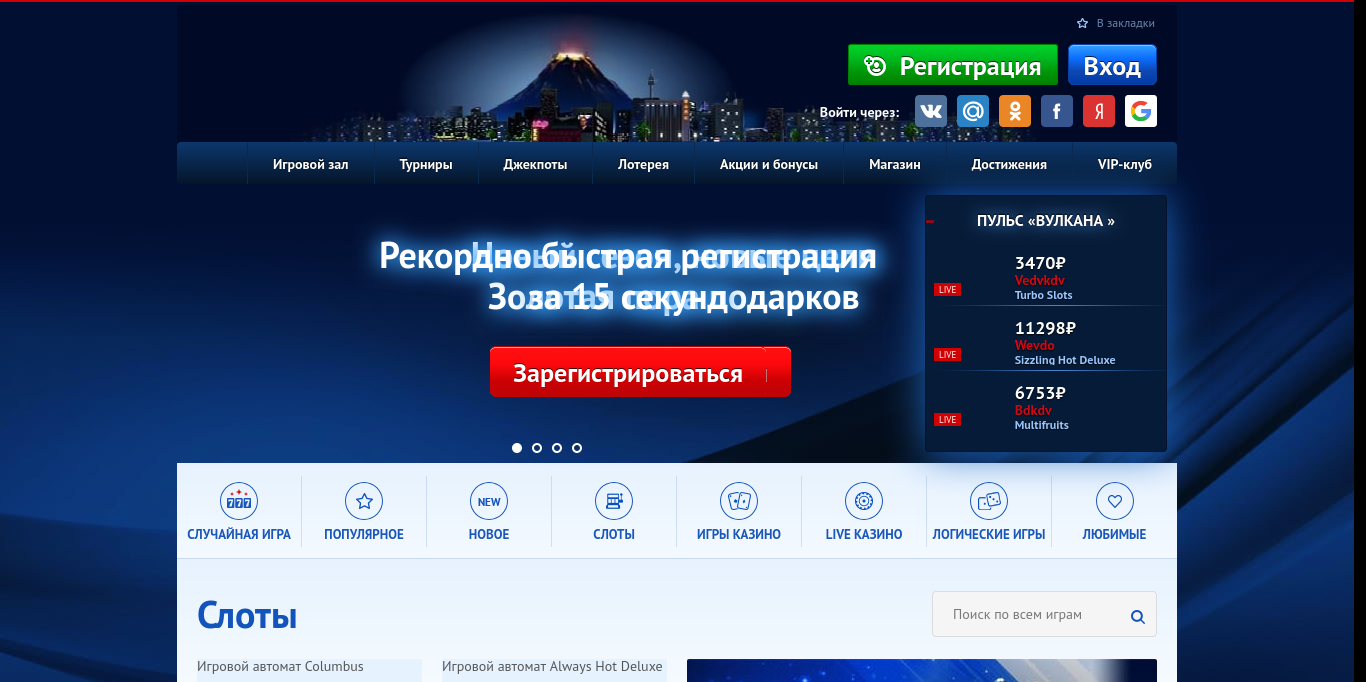 В закладки
Регистрация
Вход
Войти через:
Игровой зал
Турниры
Джекпоты
Лотерея
Акции и бонусы
Магазин
Достижения
VIP-клуб
Рекордно быстрая регистрация
За 15 секунд
Зарегистрироваться
ПУЛЬС «ВУЛКАНА »
3470₽
Vedvkdv
LIVE
Turbo Slots
11298₽
Wevdo
LIVE
Sizzling Hot Deluxe
6753₽
Bdkdv
LIVE
Multifruits
777
NEW
СЛУЧАЙНАЯ ИГРА
ПОПУЛЯРНОЕ
НОВОЕ
СЛОТЫ
ИГРЫ КАЗИНО
LIVE КАЗИНО
ЛОГИЧЕСКИЕ ИГРЫ
ЛЮБИМЫЕ
Слоты
Поиск по всем играм
Игровой автомат Columbus
Игровой автомат Always Hot Deluxe